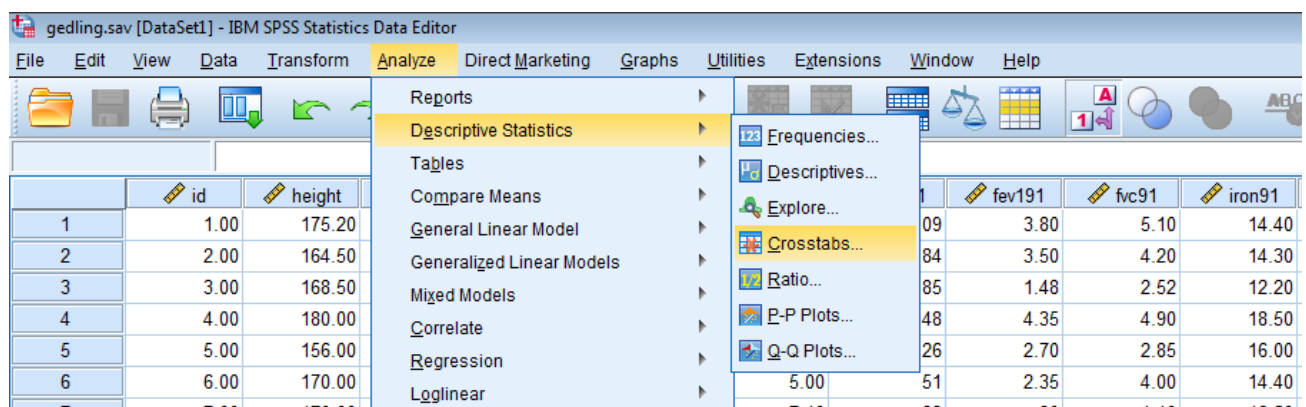 gedling.sav [DataSet1] - IBM SPSS Statistics Data Editor
File Edit View Data Transform Analyze Direct Marketing Graphs Utilities Extensions Window Help
Reports
Descriptive Statistics
Tables
Compare Means
General Linear Model
Generalized Linear Models
Mixed Models
Correlate
Regression
Loglinear
123 Frequencies...
Descriptives...
Explore...
Crosstabs...
1/2 Ratio...
P-P Plots...
Q-Q Plots...
A
1
ABC
id height fev191 fvc91 iron91
1 1.00 175.20 09 3.80 5.10 14.40
2 2.00 164.50 84 3.50 4.20 14.30
3 3.00 168.50 85 1.48 2.52 12.20
4 4.00 180.00 48 4.35 4.90 18.50
5 5.00 156.00 26 2.70 2.85 16.00
6 6.00 170.00 5.00 51 2.35 4.00 14.40